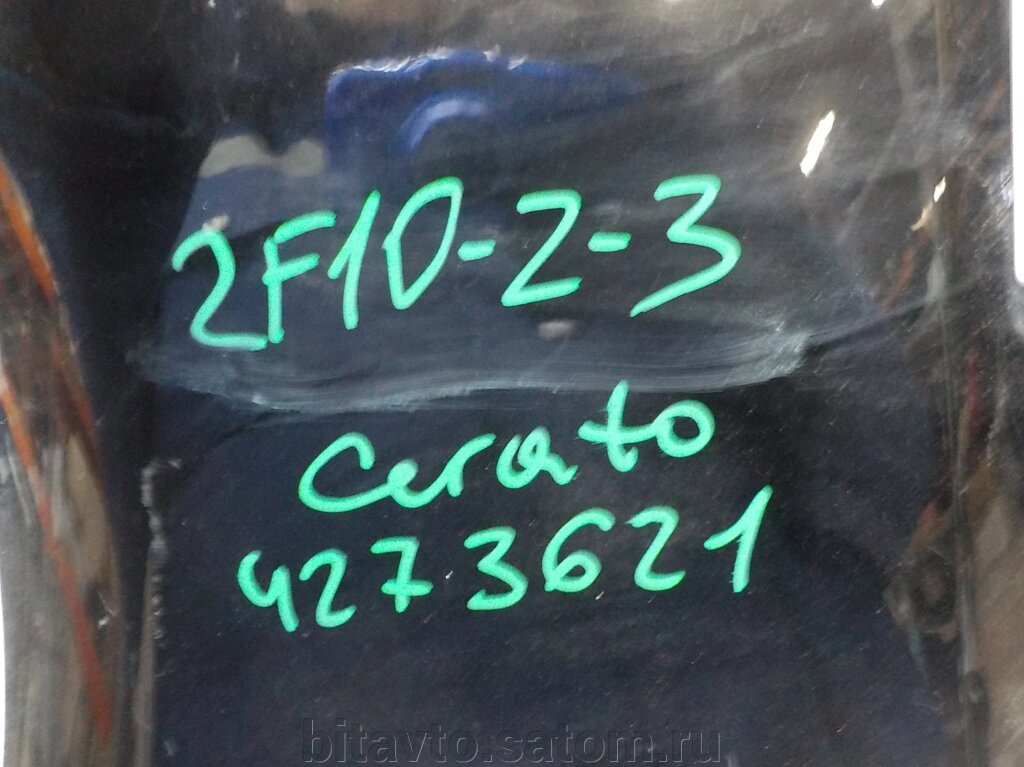 2F10-2-3
Cerato
4273621
bitavto.satom.ru